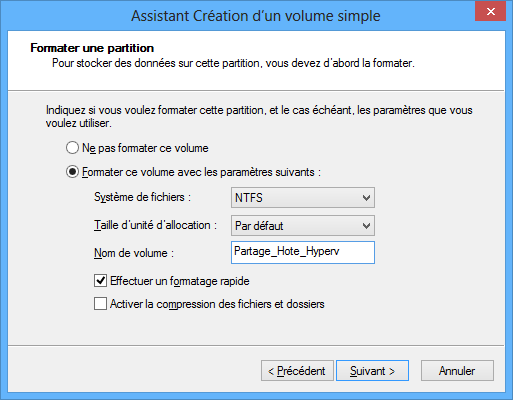 Assistant Création d'un volume simple
Formater une partition
Pour stocker des données sur cette partition, vous devez d'abord la formater.
Indiquez si vous voulez formater cette partition, et le cas échéant, les paramètres que vous
voulez utiliser.
Ne pas formater ce volume
Formater ce volume avec les paramètres suivants :
Système de fichiers : NTFS
Taille d'unité d'allocation : Par défaut
Nom de volume : Partage_Hote_Hyperv
Effectuer un formatage rapide
Activer la compression des fichiers et dossiers
< Précédent Suivant > Annuler